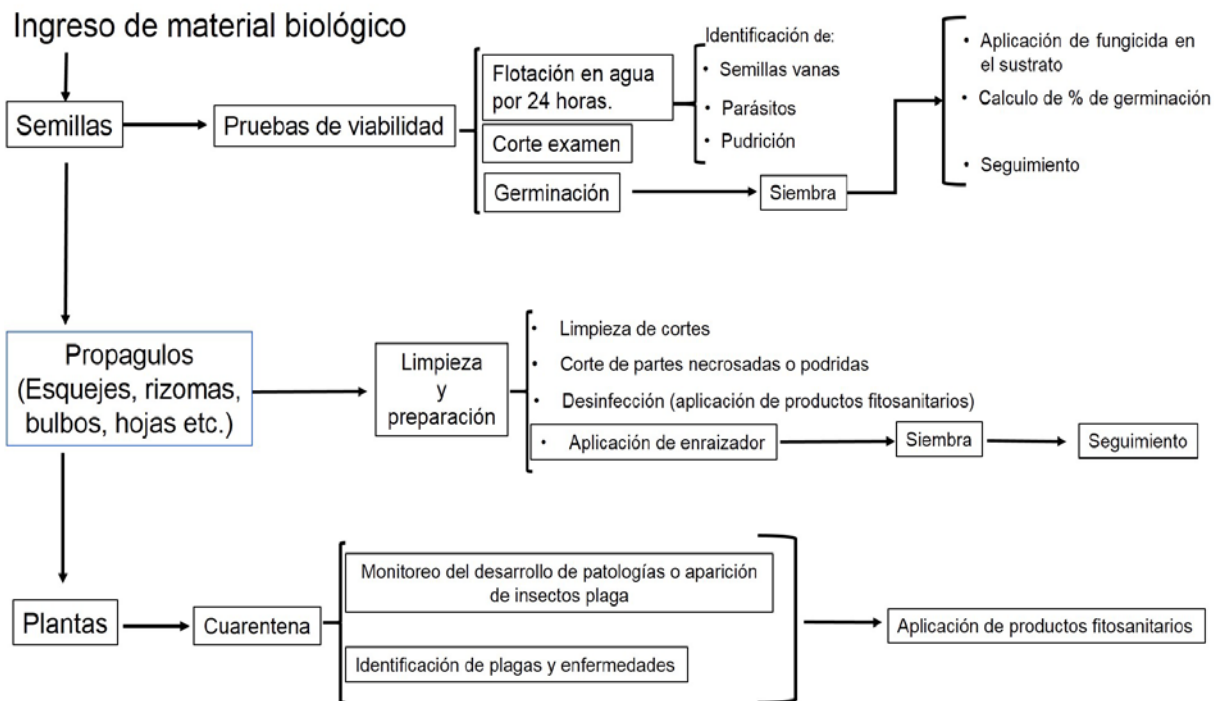 Ingreso de material biológico
Semillas
Pruebas de viabilidad
Flotación en agua
por 24 horas.
Corte examen
Germinación
Identificación de:
• Semillas vanas
• Parásitos
• Pudrición
Siembra
• Aplicación de fungicida en
el sustrato
• Calculo de % de germinación
• Seguimiento
Propagulos
(Esquejes, rizomas,
bulbos, hojas etc.)
Limpieza
y
preparación
• Limpieza de cortes
• Corte de partes necrosadas o podridas
• Desinfección (aplicación de productos fitosanitarios)
• Aplicación de enraizador
Siembra
Seguimiento
Plantas
Cuarentena
Monitoreo del desarrollo de patologías o aparición
de insectos plaga
Identificación de plagas y enfermedades
Aplicación de productos fitosanitarios